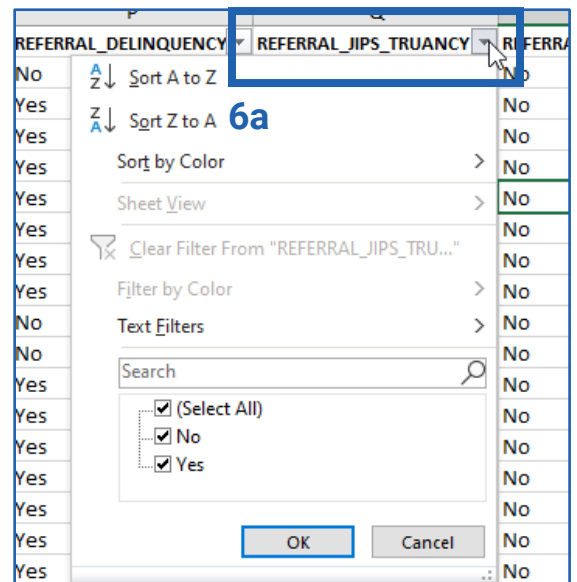 P Q
REFERRAL_DELINQUENCY REFERRAL_JIPS_TRUANCY REFERRA
No Sort A to Z No
Yes 6a No
Yes Sort Z to A No
Yes Sort by Color No
Yes Sheet View No
Yes No
Yes Clear Filter From "REFERRAL_JIPS_TRU..." No
Yes Filter by Color No
No Text Filters No
No No
Yes Search No
Yes (Select All) No
Yes No No
Yes Yes No
Yes No
Yes OK Cancel No
Yes No